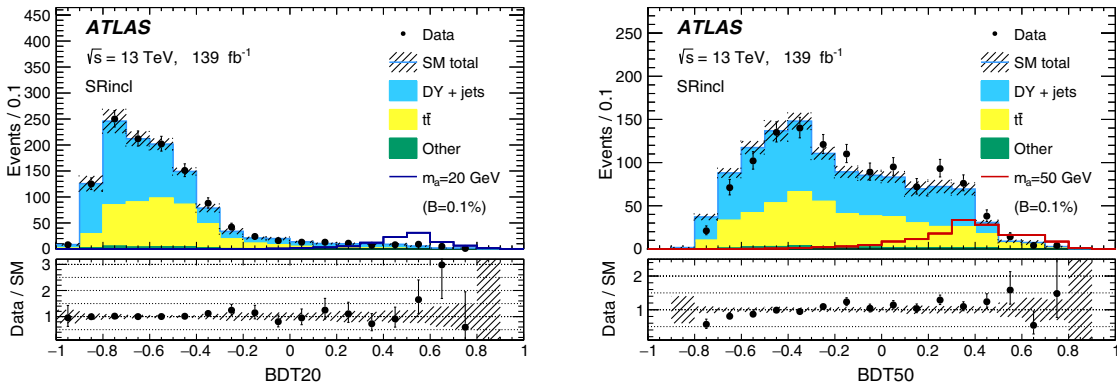 ATLAS
√s = 13 TeV, 139 fb⁻¹
SRincl
Data
SM total
DY + jets
tt̄
Other
mₐ=20 GeV
(B=0.1%)
Events / 0.1
450
400
350
300
250
200
150
100
50
0
Data / SM
3
2
1
−1 −0.8 −0.6 −0.4 −0.2 0 0.2 0.4 0.6 0.8 1
BDT20
ATLAS
√s = 13 TeV, 139 fb⁻¹
SRincl
Data
SM total
DY + jets
tt̄
Other
mₐ=50 GeV
(B=0.1%)
Events / 0.1
250
200
150
100
50
0
Data / SM
2
1
−1 −0.8 −0.6 −0.4 −0.2 0 0.2 0.4 0.6 0.8 1
BDT50